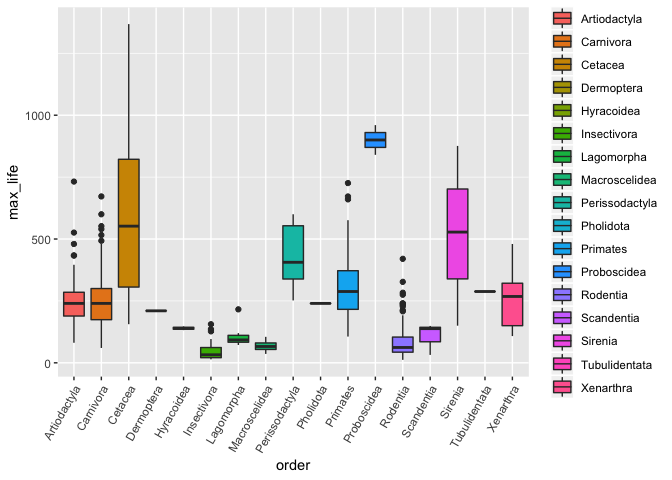 max_life
1000
500
0
Artiodactyla
Carnivora
Cetacea
Dermoptera
Hyracoidea
Insectivora
Lagomorpha
Macroscelidea
Perissodactyla
Pholidota
Primates
Proboscidea
Rodentia
Scandentia
Sirenia
Tubulidentata
Xenarthra
order
Artiodactyla
Carnivora
Cetacea
Dermoptera
Hyracoidea
Insectivora
Lagomorpha
Macroscelidea
Perissodactyla
Pholidota
Primates
Proboscidea
Rodentia
Scandentia
Sirenia
Tubulidentata
Xenarthra